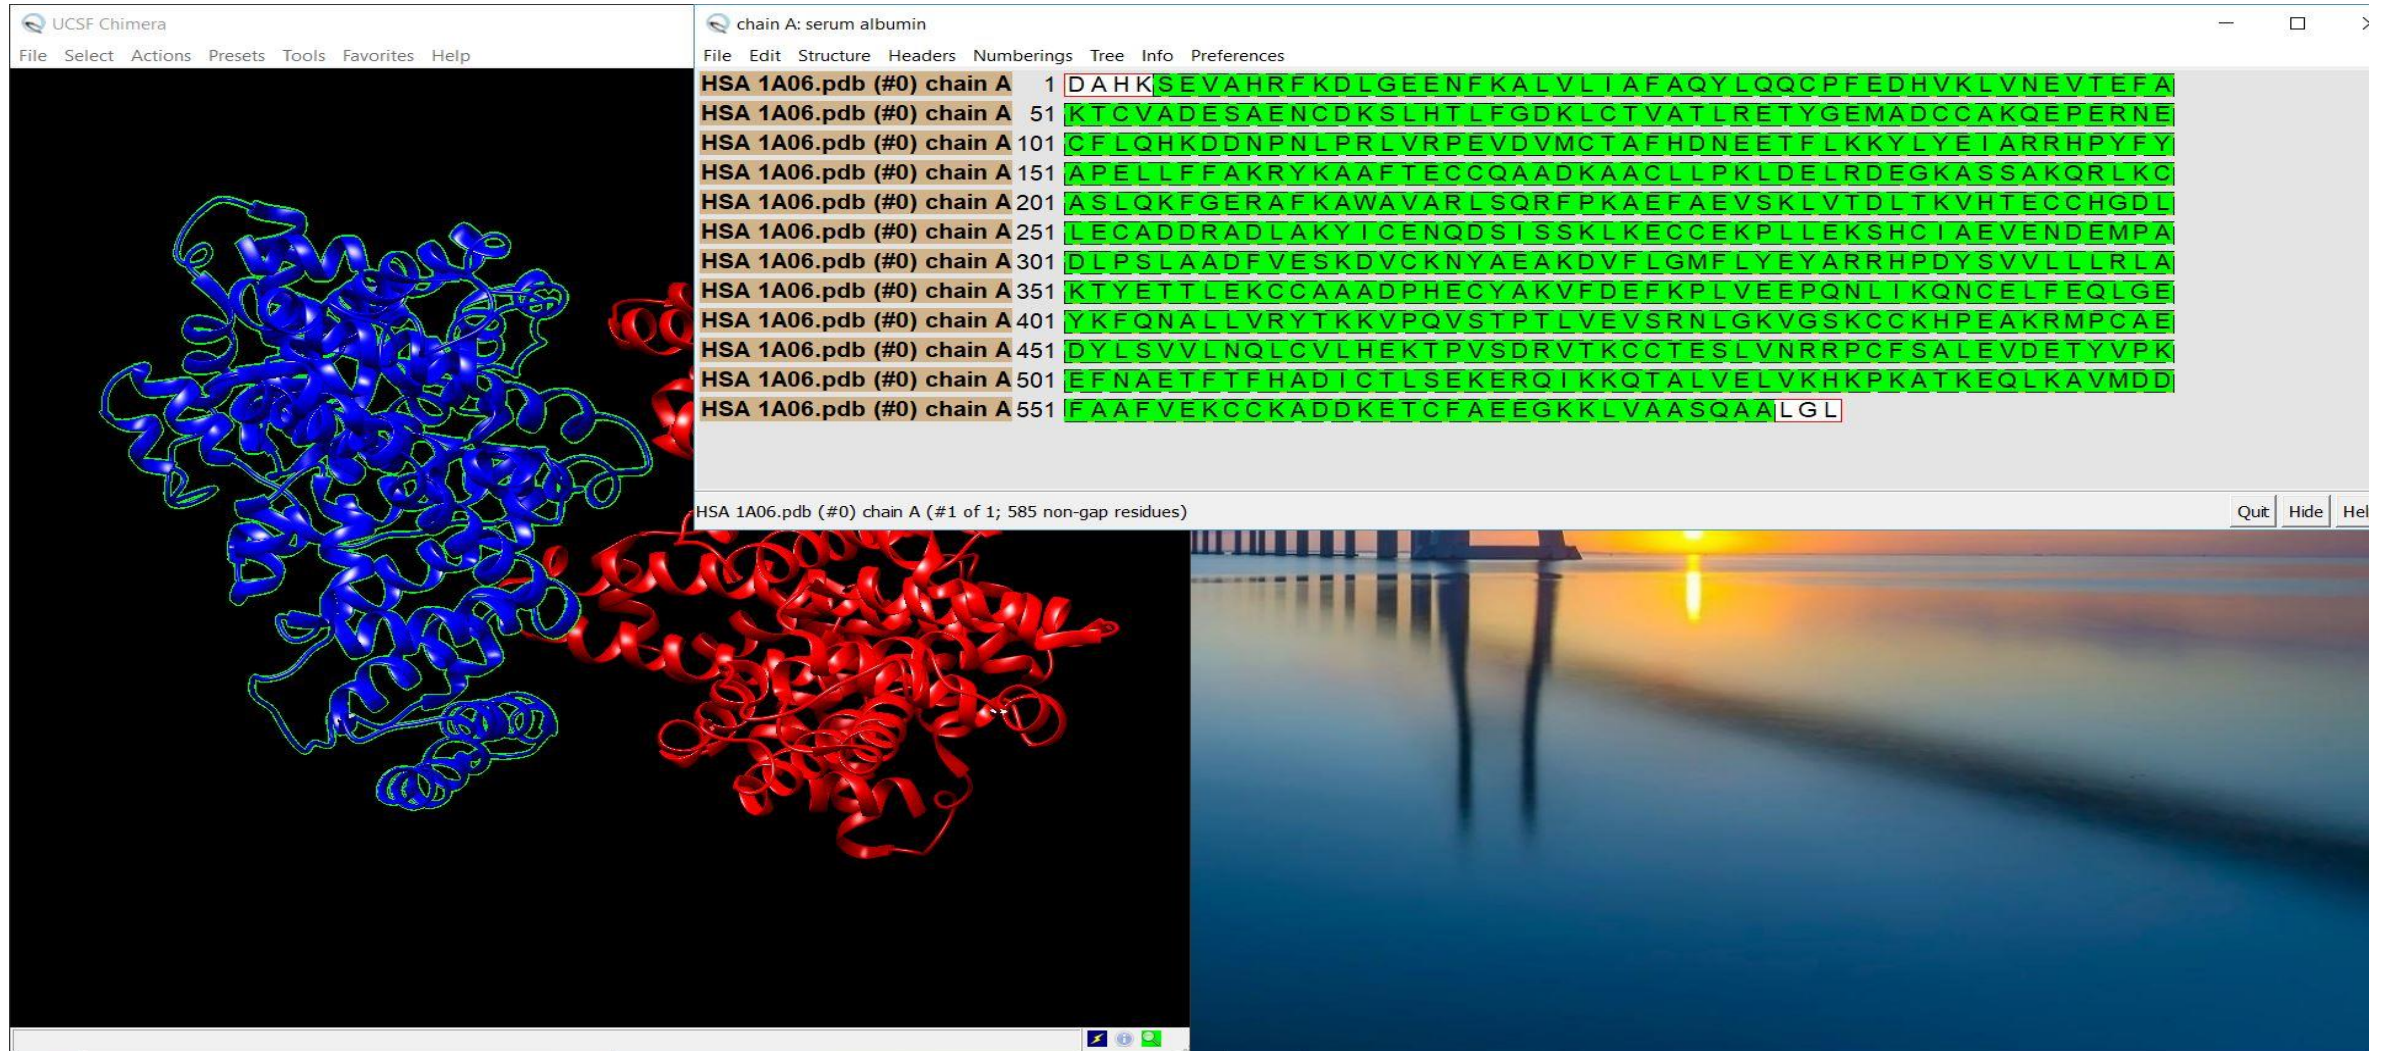 UCSF Chimera
File Select Actions Presets Tools Favorites Help
chain A: serum albumin
File Edit Structure Headers Numberings Tree Info Preferences
HSA 1A06.pdb (#0) chain A 1 DAHKSEVAHRFKDLGEENFKALVLIAFAQYLQQCPFEDHVKLVNEVTEFA
HSA 1A06.pdb (#0) chain A 51 KTCVADESAENCDKSLHTLFGDKLCTVATLRETYGEMADCCAKQEPERNE
HSA 1A06.pdb (#0) chain A 101 CFLQHKDDNPNLPRLVRPEVDVMCTAFHDNEETFLKKYLYEIARRHPYFY
HSA 1A06.pdb (#0) chain A 151 APELLFFAKRYKAAFTECCQAADKAACLLPKLDELRDEGKASSAKQRLKC
HSA 1A06.pdb (#0) chain A 201 ASLQKFGERAFKAWAVARLSQRFPKAEFAEVSKLVTDLTKVHTECCHGDL
HSA 1A06.pdb (#0) chain A 251 LECADDRADLAKYICENQDSISSKLKECCEKPLLEKSHCIAEVENDEMPA
HSA 1A06.pdb (#0) chain A 301 DLPSLAADFVESKDVCKNYAEAKDVFLGMFLYEYARRHPDYSVVLLLRLA
HSA 1A06.pdb (#0) chain A 351 KTYETTLEKCCAAADPHECYAKVFDEFKPLVEEPQNLIKQNCELFEQLGE
HSA 1A06.pdb (#0) chain A 401 YKFQNALLVRYTKKVPQVSTPTLVEVSRNLGKVGSKCCKHPEAKRMPCAE
HSA 1A06.pdb (#0) chain A 451 DYLSVVLNQLCVLHEKTPVSDRVTKCCTESLVNRRPCFSALEVDETYVPK
HSA 1A06.pdb (#0) chain A 501 EFNAETFTFHADICTLSEKERQIKKQTALVELVKHKPKATKEQLKAVMDD
HSA 1A06.pdb (#0) chain A 551 FAAFVEKCCKADDKETCFAEEGKKLVAASQAALGL
HSA 1A06.pdb (#0) chain A (#1 of 1; 585 non-gap residues)
Quit Hide Hel